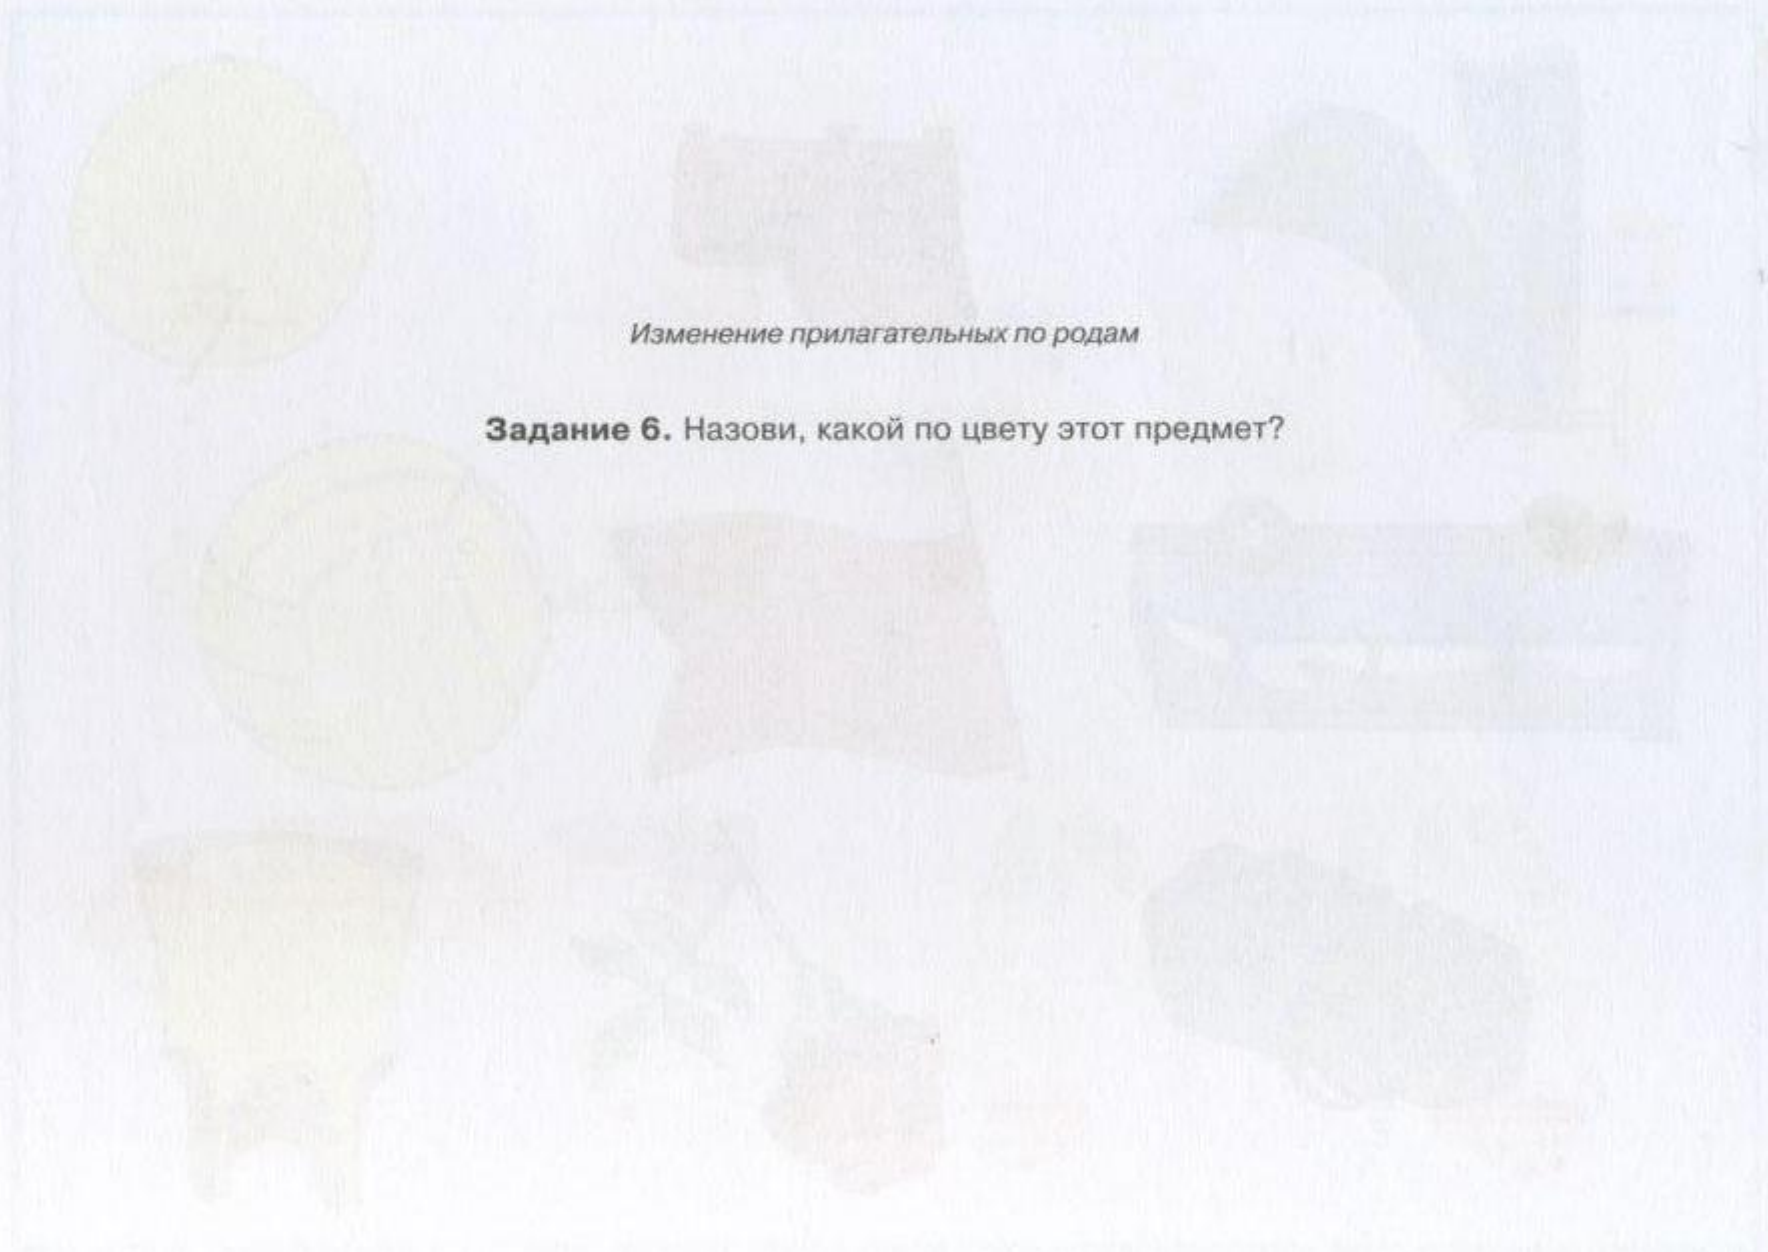 Изменение прилагательных по родам
Задание 6. Назови, какой по цвету этот предмет?